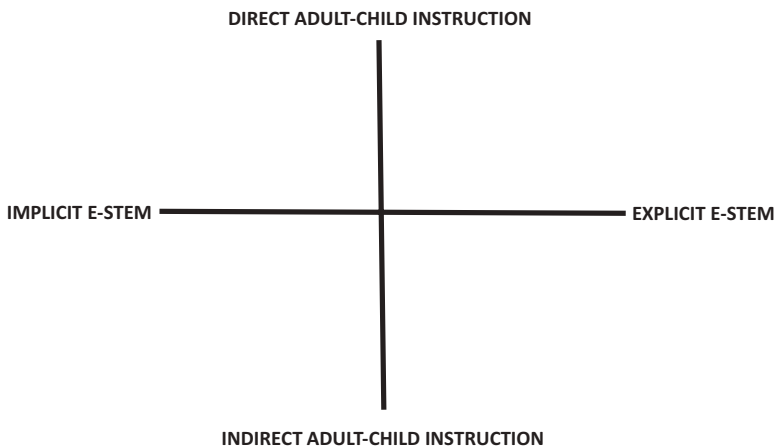 DIRECT ADULT-CHILD INSTRUCTION
IMPLICIT E-STEM
EXPLICIT E-STEM
INDIRECT ADULT-CHILD INSTRUCTION